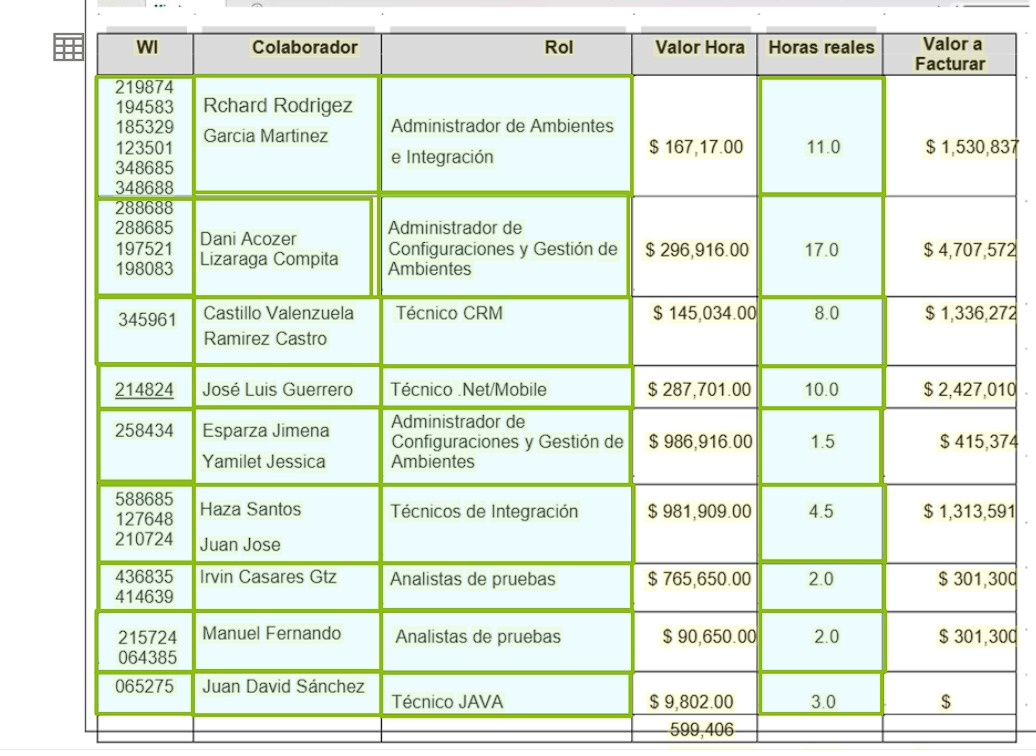 WI Colaborador Rol Valor Hora Horas reales Valor a Facturar
219874
194583
185329
123501
348685
348688
Rchard Rodrigez
Garcia Martinez
Administrador de Ambientes
e Integración
$ 167,17.00
11.0
$ 1,530,837
288688
288685
197521
198083
Dani Acozer
Lizaraga Compita
Administrador de
Configuraciones y Gestión de
Ambientes
$ 296,916.00
17.0
$ 4,707,572
345961
Castillo Valenzuela
Ramirez Castro
Técnico CRM
$ 145,034.00
8.0
$ 1,336,272
214824
José Luis Guerrero
Técnico .Net/Mobile
$ 287,701.00
10.0
$ 2,427,010
258434
Esparza Jimena
Yamilet Jessica
Administrador de
Configuraciones y Gestión de
Ambientes
$ 986,916.00
1.5
$ 415,374
588685
127648
210724
Haza Santos
Juan Jose
Técnicos de Integración
$ 981,909.00
4.5
$ 1,313,591
436835
414639
Irvin Casares Gtz
Analistas de pruebas
$ 765,650.00
2.0
$ 301,300
215724
064385
Manuel Fernando
Analistas de pruebas
$ 90,650.00
2.0
$ 301,300
065275
Juan David Sánchez
Técnico JAVA
$ 9,802.00
3.0
$
599,406